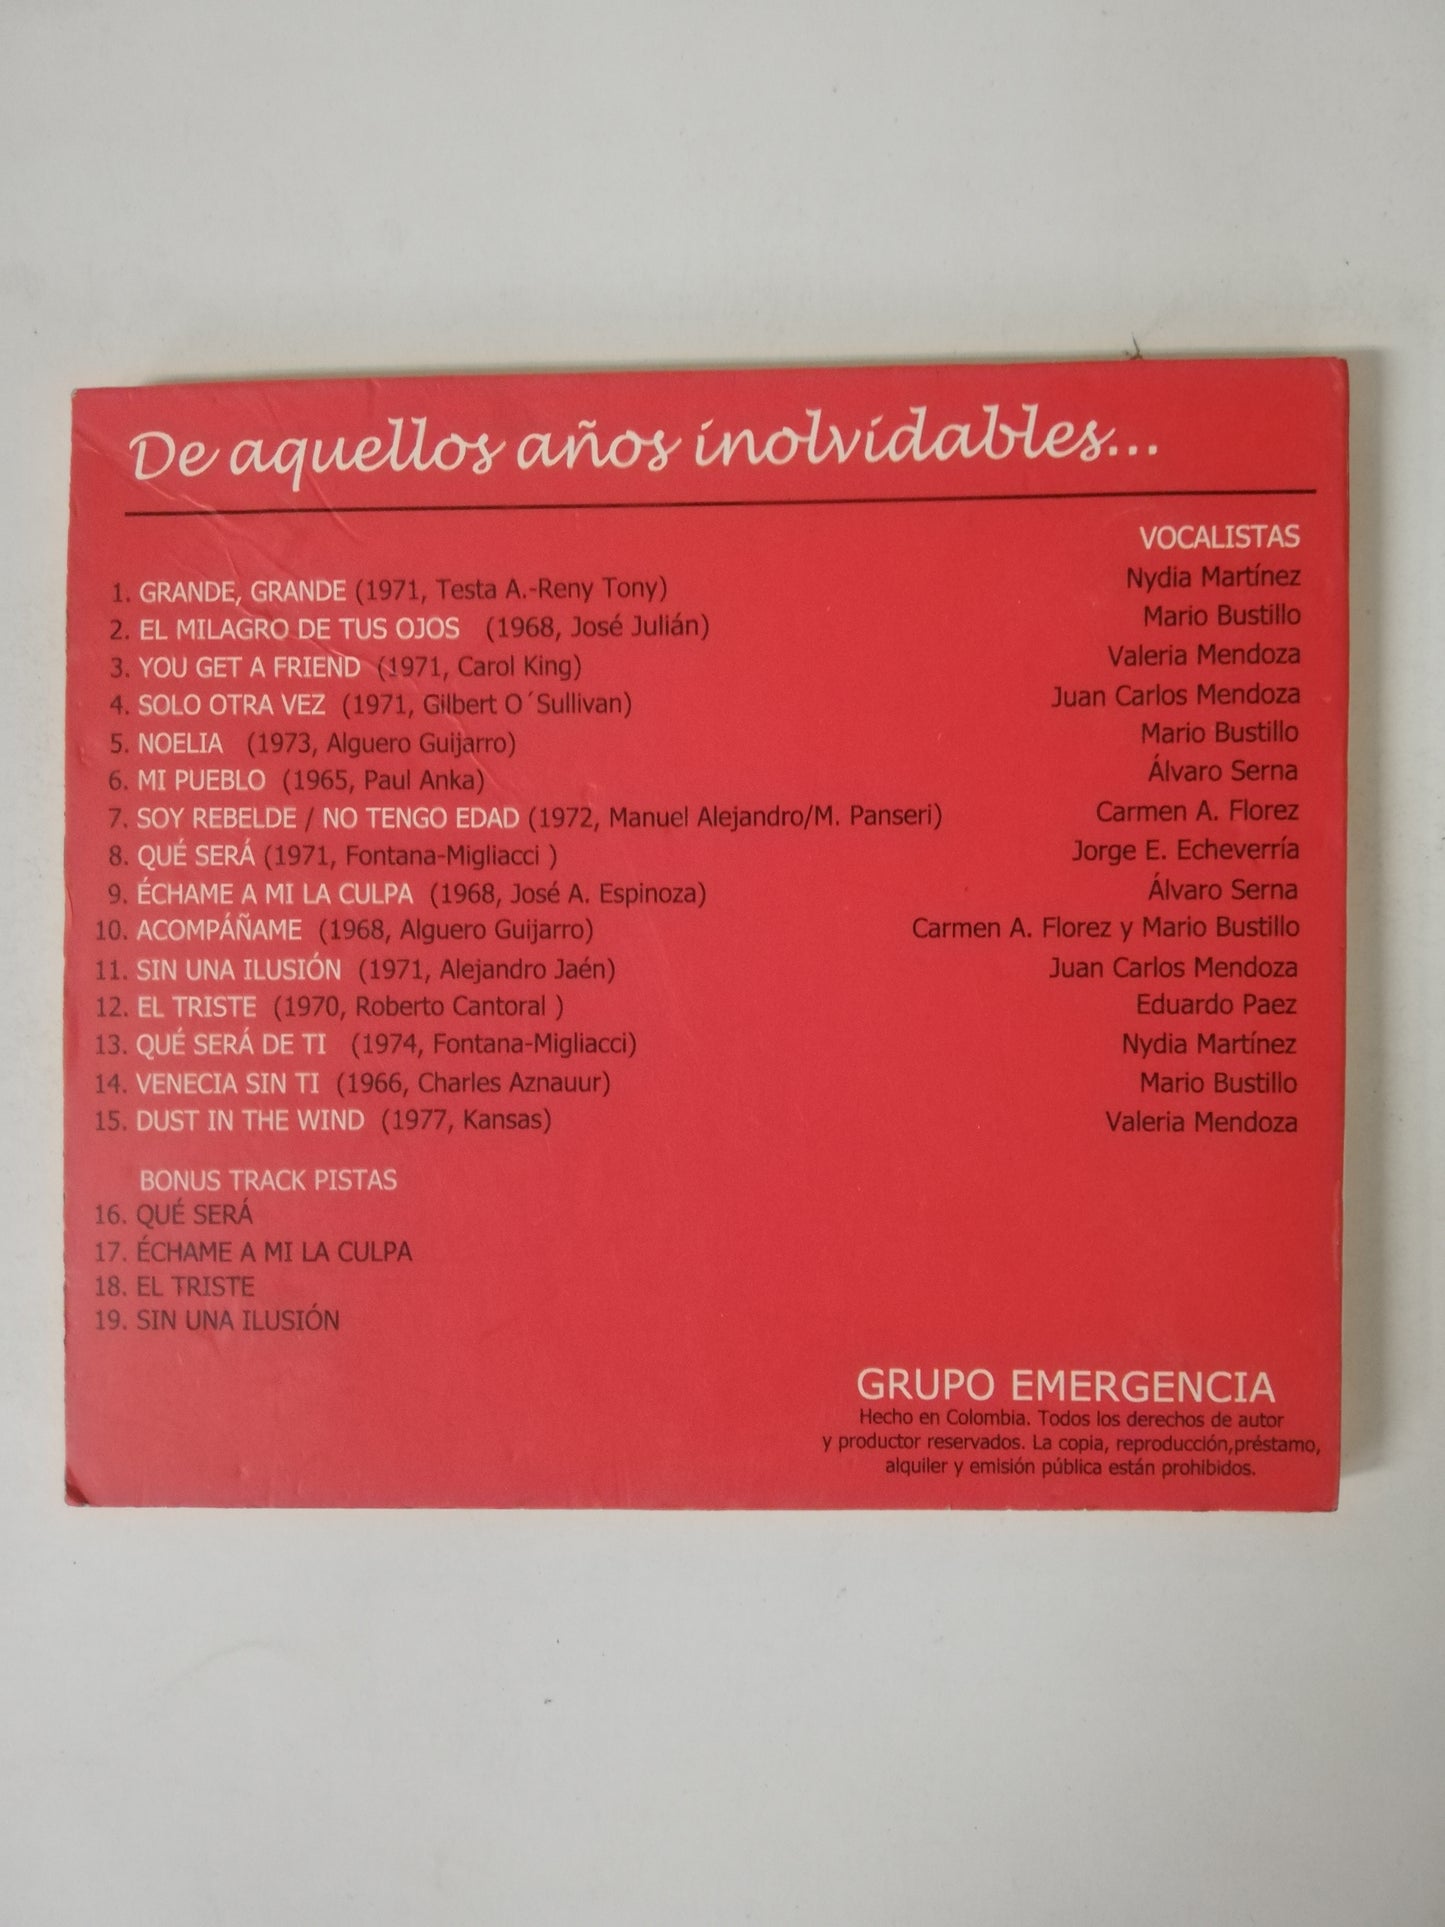 De aquellos años inolvidables...
VOCALISTAS
1. GRANDE, GRANDE (1971, Testa A.-Reny Tony) Nydia Martínez
2. EL MILAGRO DE TUS OJOS (1968, José Julián) Mario Bustillo
3. YOU GET A FRIEND (1971, Carol King) Valeria Mendoza
4. SOLO OTRA VEZ (1971, Gilbert O´Sullivan) Juan Carlos Mendoza
5. NOELIA (1973, Alguero Guijarro) Mario Bustillo
6. MI PUEBLO (1965, Paul Anka) Álvaro Serna
7. SOY REBELDE / NO TENGO EDAD (1972, Manuel Alejandro/M. Panseri) Carmen A. Florez
8. QUÉ SERÁ (1971, Fontana-Migliacci ) Jorge E. Echeverría
9. ÉCHAME A MI LA CULPA (1968, José A. Espinoza) Álvaro Serna
10. ACOMPÁÑAME (1968, Alguero Guijarro) Carmen A. Florez y Mario Bustillo
11. SIN UNA ILUSIÓN (1971, Alejandro Jaén) Juan Carlos Mendoza
12. EL TRISTE (1970, Roberto Cantoral ) Eduardo Paez
13. QUÉ SERÁ DE TI (1974, Fontana-Migliacci) Nydia Martínez
14. VENECIA SIN TI (1966, Charles Aznauur) Mario Bustillo
15. DUST IN THE WIND (1977, Kansas) Valeria Mendoza
BONUS TRACK PISTAS
16. QUÉ SERÁ
17. ÉCHAME A MI LA CULPA
18. EL TRISTE
19. SIN UNA ILUSIÓN
GRUPO EMERGENCIA
Hecho en Colombia. Todos los derechos de autor
y productor reservados. La copia, reproducción,préstamo,
alquiler y emisión pública están prohibidos.